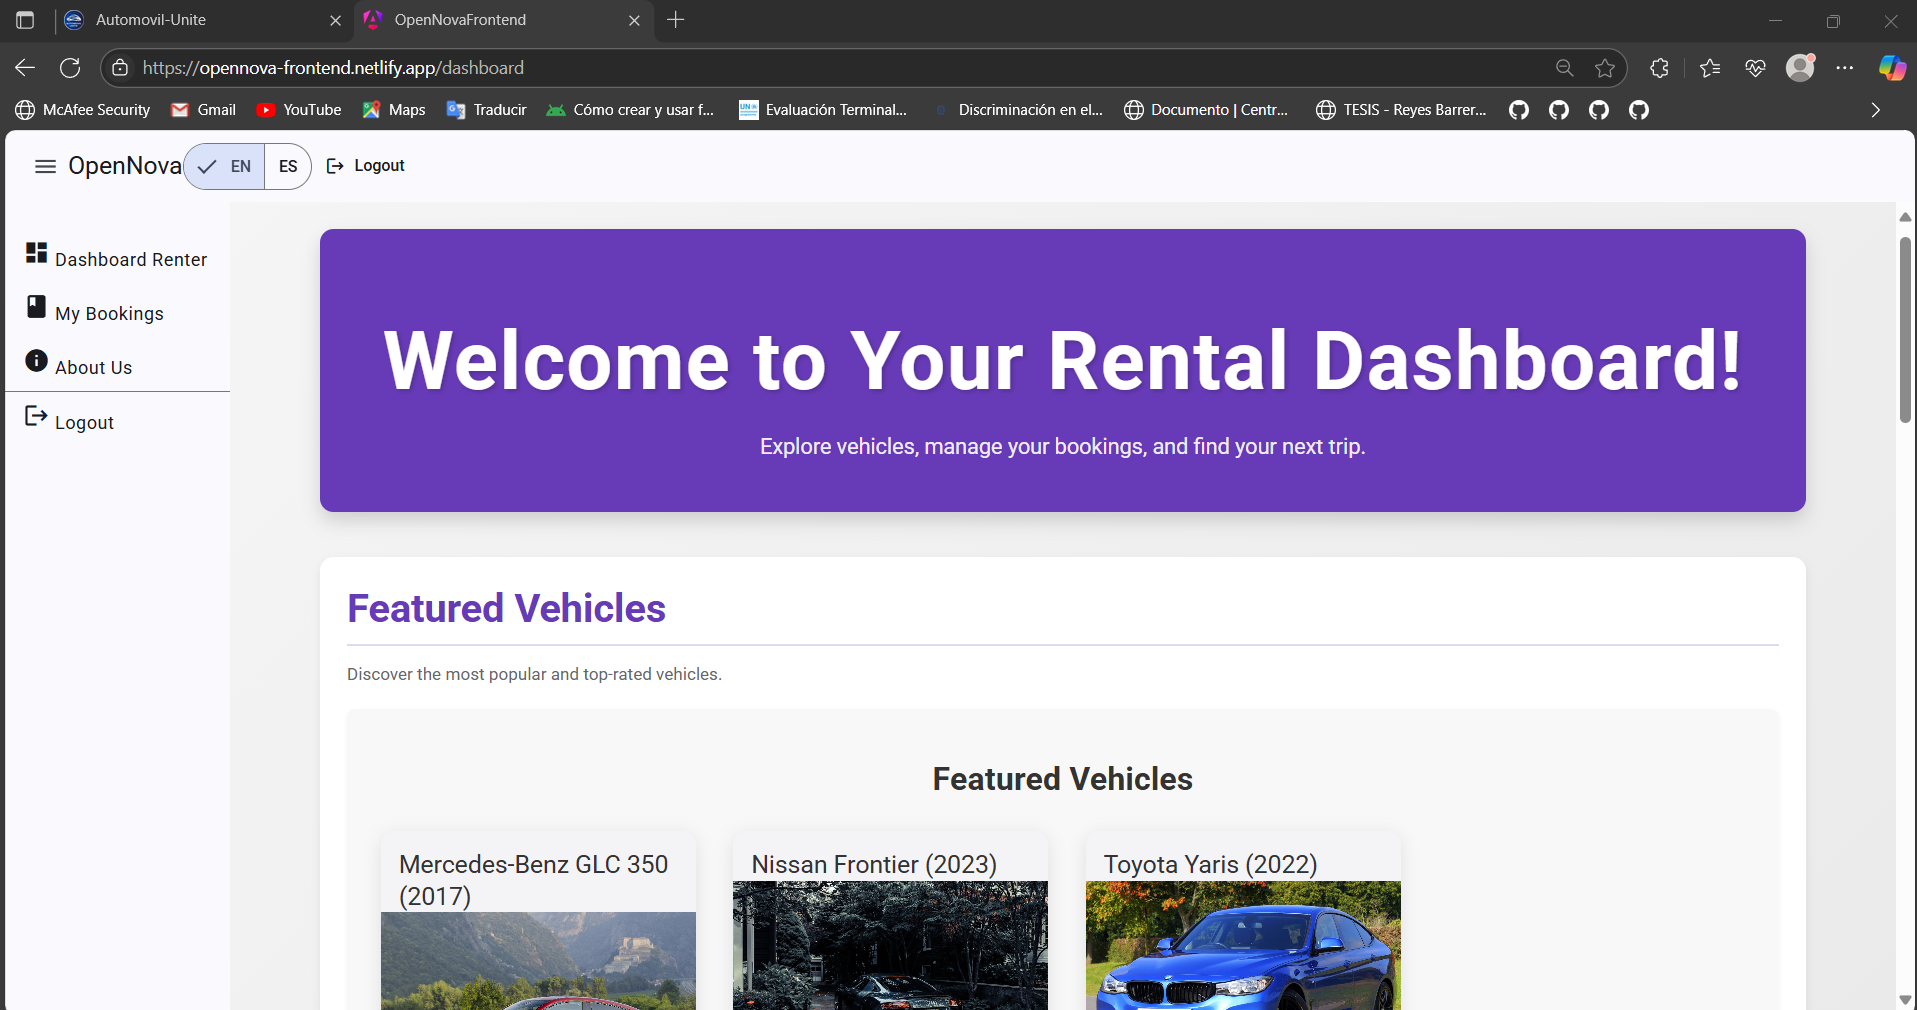 Automovil-Unite
OpenNovaFrontend
https://opennova-frontend.netlify.app/dashboard
McAfee Security
Gmail
YouTube
Maps
Traducir
Cómo crear y usar f...
Evaluación Terminal...
Discriminación en el...
Documento | Centr...
TESIS - Reyes Barrer...
OpenNova
EN
ES
Logout
Dashboard Renter
My Bookings
About Us
Logout
Welcome to Your Rental Dashboard!
Explore vehicles, manage your bookings, and find your next trip.
Featured Vehicles
Discover the most popular and top-rated vehicles.
Featured Vehicles
Mercedes-Benz GLC 350
(2017)
Nissan Frontier (2023)
Toyota Yaris (2022)